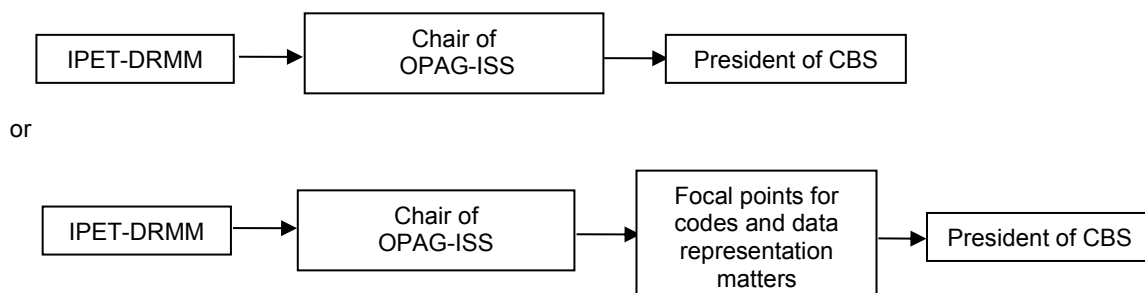 IPET-DRMM
Chair of
OPAG-ISS
President of CBS
or
IPET-DRMM
Chair of
OPAG-ISS
Focal points for
codes and data
representation
matters
President of CBS